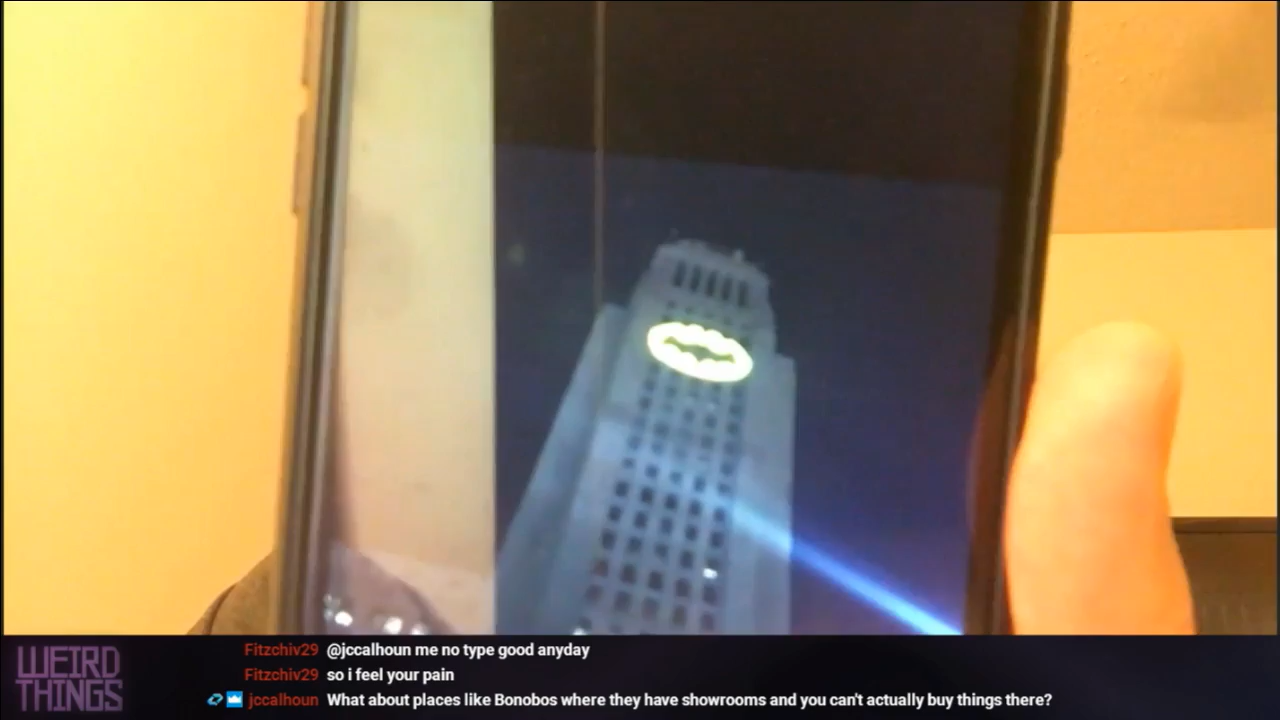 WEIRD
THINGS
Fitzchiv29 @jccalhoun me no type good anyday
Fitzchiv29 so i feel your pain
jccalhoun What about places like Bonobos where they have showrooms and you can't actually buy things there?